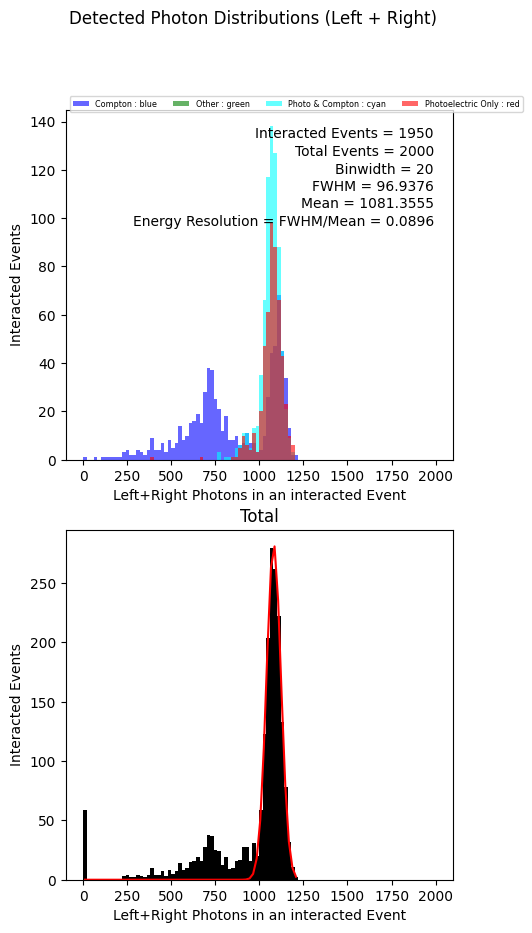 Detected Photon Distributions (Left + Right)
Compton : blue Other : green Photo & Compton : cyan Photoelectric Only : red
140
120
100
80
60
40
20
0
Interacted Events
Interacted Events = 1950
Total Events = 2000
Binwidth = 20
FWHM = 96.9376
Mean = 1081.3555
Energy Resolution = FWHM/Mean = 0.0896
0 250 500 750 1000 1250 1500 1750 2000
Left+Right Photons in an interacted Event
Total
250
200
150
100
50
0
Interacted Events
0 250 500 750 1000 1250 1500 1750 2000
Left+Right Photons in an interacted Event